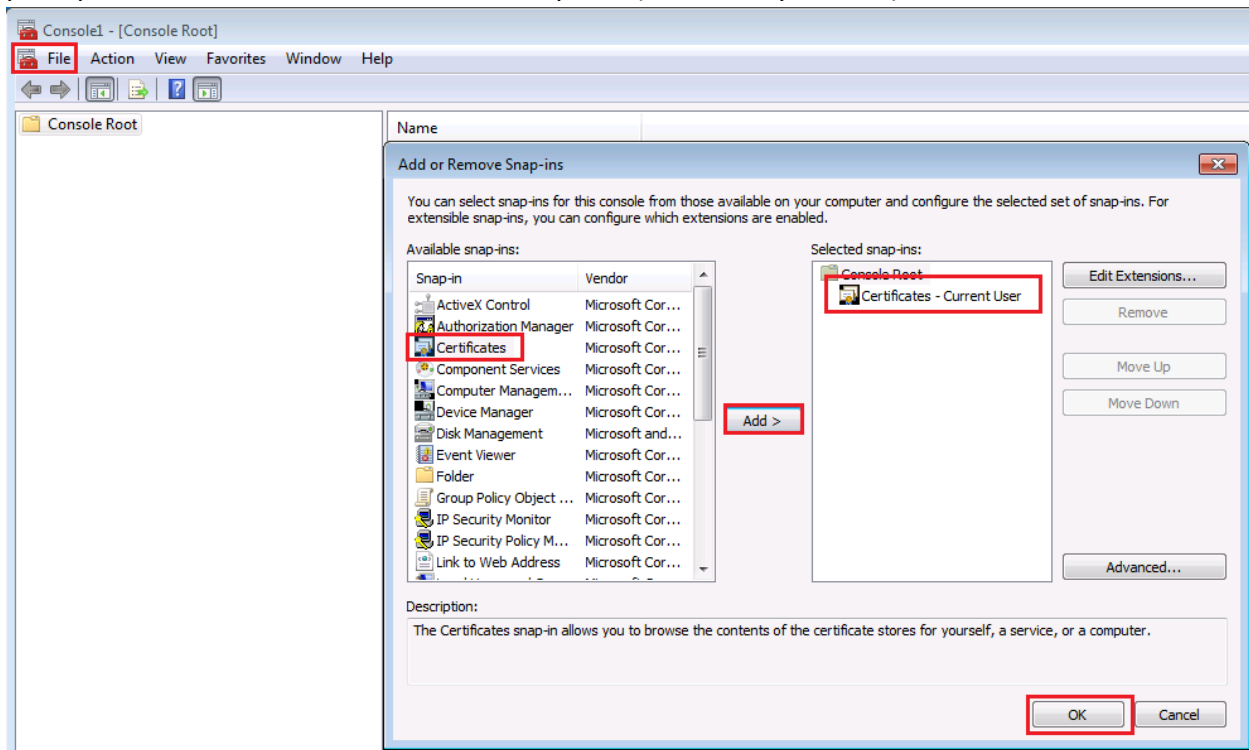 Console1 - [Console Root]
File Action View Favorites Window Help
Console Root
Name
Add or Remove Snap-ins
You can select snap-ins for this console from those available on your computer and configure the selected set of snap-ins. For
extensible snap-ins, you can configure which extensions are enabled.
Available snap-ins:
Snap-in Vendor
ActiveX Control Microsoft Cor...
Authorization Manager Microsoft Cor...
Certificates Microsoft Cor...
Component Services Microsoft Cor...
Computer Managem... Microsoft Cor...
Device Manager Microsoft Cor...
Disk Management Microsoft and...
Event Viewer Microsoft Cor...
Folder Microsoft Cor...
Group Policy Object ... Microsoft Cor...
IP Security Monitor Microsoft Cor...
IP Security Policy M... Microsoft Cor...
Link to Web Address Microsoft Cor...
Add >
Selected snap-ins:
Console Root
Certificates - Current User
Edit Extensions...
Remove
Move Up
Move Down
Advanced...
Description:
The Certificates snap-in allows you to browse the contents of the certificate stores for yourself, a service, or a computer.
OK Cancel